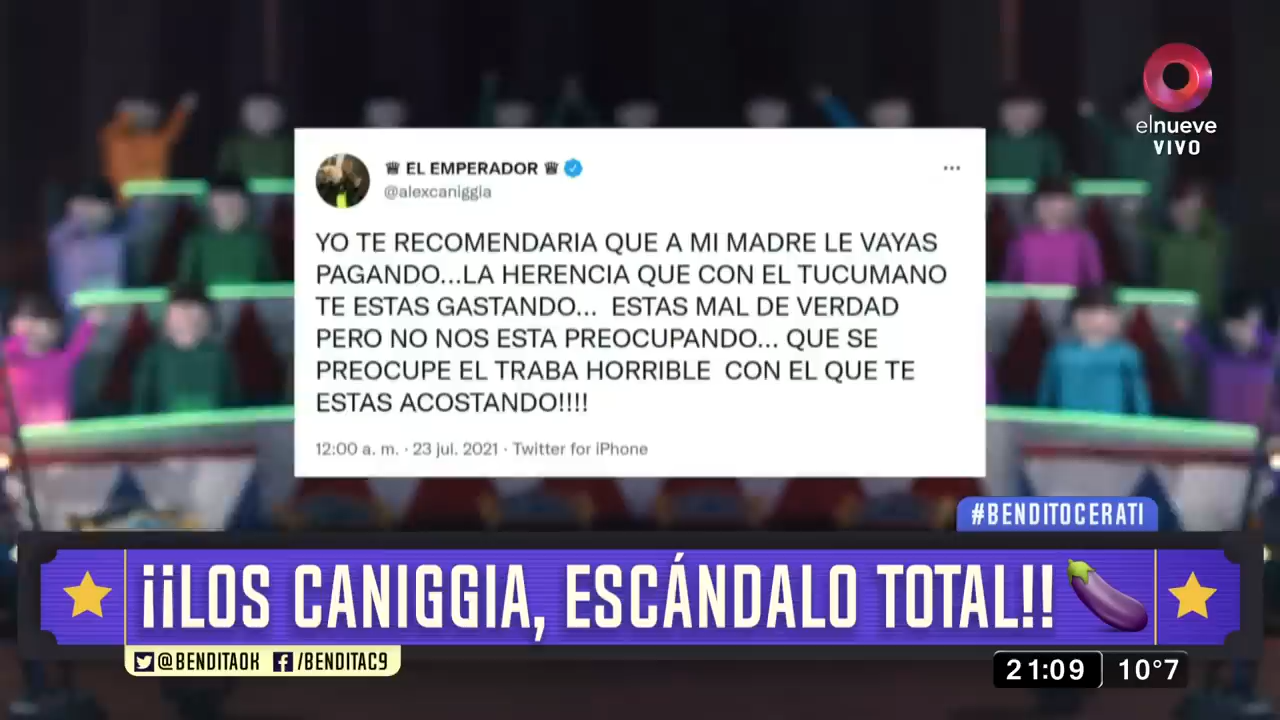 elnueve
VIVO
♛ EL EMPERADOR ♛
@alexcaniggia
YO TE RECOMENDARIA QUE A MI MADRE LE VAYAS
PAGANDO...LA HERENCIA QUE CON EL TUCUMANO
TE ESTAS GASTANDO... ESTAS MAL DE VERDAD
PERO NO NOS ESTA PREOCUPANDO... QUE SE
PREOCUPE EL TRABA HORRIBLE CON EL QUE TE
ESTAS ACOSTANDO!!!!
12:00 a. m. · 23 jul. 2021 · Twitter for iPhone
#BENDITOCERATI
¡¡LOS CANIGGIA, ESCÁNDALO TOTAL!!🍆
@BENDITAOK /BENDITAC9
21:09 10°7